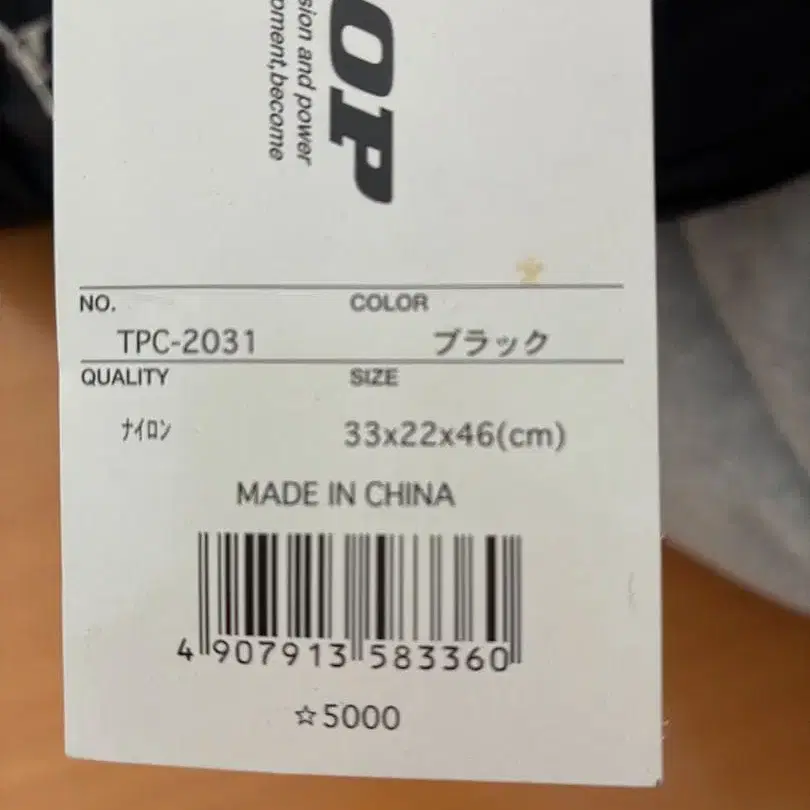 OP
sion and power
pment,become
NO.
COLOR
TPC-2031
ブラック
QUALITY
SIZE
ﾅｲﾛﾝ
33x22x46(cm)
MADE IN CHINA
4 907913 583360
☆5000